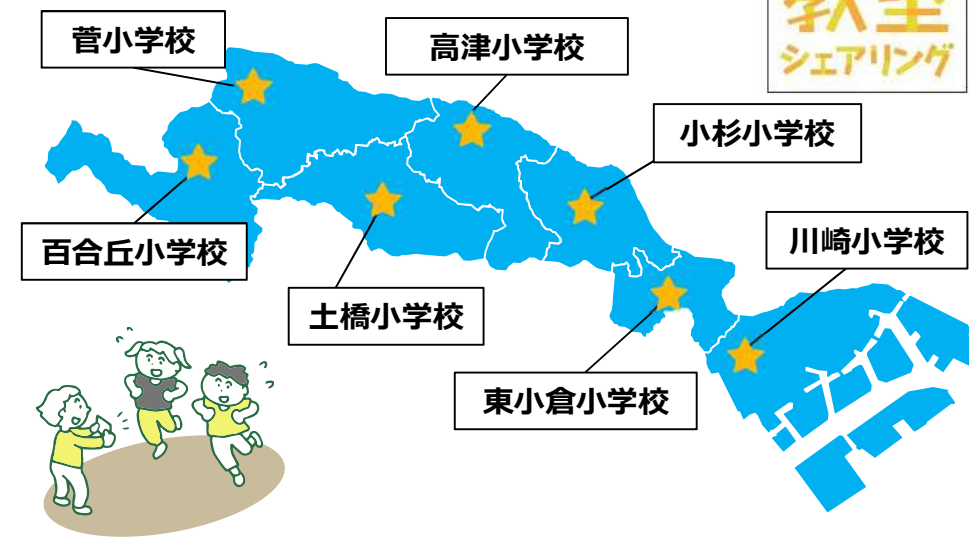 教室
シェアリング
菅小学校
高津小学校
小杉小学校
川崎小学校
百合丘小学校
土橋小学校
東小倉小学校